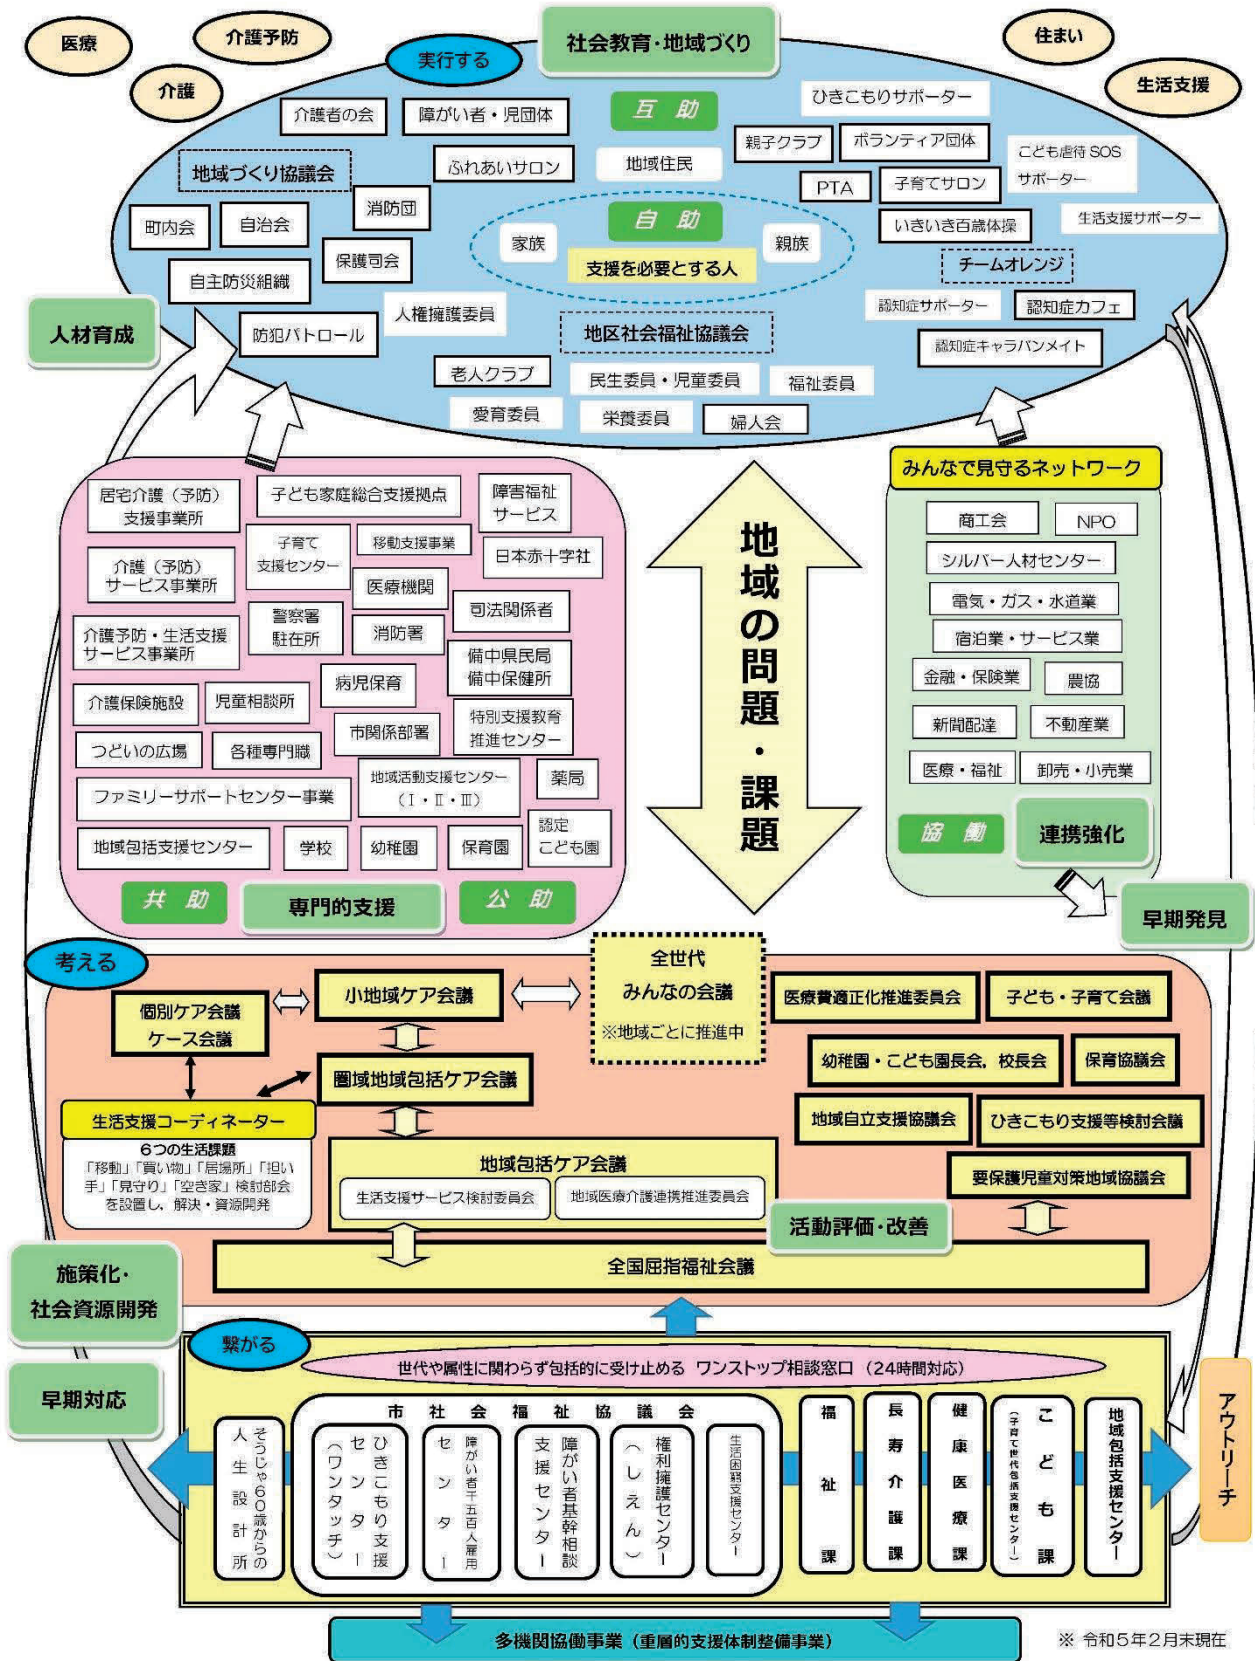 医療
介護予防
介護
社会教育・地域づくり
住まい
生活支援
実行する
介護者の会
障がい者・児団体
互助
ひきこもりサポーター
地域づくり協議会
ふれあいサロン
地域住民
親子クラブ
ボランティア団体
こども虐待SOS
サポーター
PTA
子育てサロン
町内会
自治会
消防団
自助
家族
親族
支援を必要とする人
いきいき百歳体操
生活支援サポーター
保護司会
自主防災組織
チームオレンジ
人材育成
人権擁護委員
防犯パトロール
地区社会福祉協議会
認知症サポーター
認知症カフェ
認知症キャラバンメイト
老人クラブ
民生委員・児童委員
福祉委員
愛育委員
栄養委員
婦人会
居宅介護（予防）
支援事業所
子ども家庭総合支援拠点
障害福祉
サービス
介護（予防）
サービス事業所
子育て
支援センター
移動支援事業
日本赤十字社
医療機関
介護予防・生活支援
サービス事業所
警察署
駐在所
消防署
司法関係者
備中県民局
備中保健所
介護保険施設
児童相談所
病児保育
つどいの広場
各種専門職
市関係部署
特別支援教育
推進センター
ファミリーサポートセンター事業
地域活動支援センター
（Ⅰ・Ⅱ・Ⅲ）
薬局
地域包括支援センター
学校
幼稚園
保育園
認定
こども園
共助
専門的支援
公助
地域の問題・課題
みんなで見守るネットワーク
商工会
NPO
シルバー人材センター
電気・ガス・水道業
宿泊業・サービス業
金融・保険業
農協
新聞配達
不動産業
医療・福祉
卸売・小売業
協働
連携強化
早期発見
考える
個別ケア会議
ケース会議
小地域ケア会議
全世代
みんなの会議
※地域ごとに推進中
医療費適正化推進委員会
子ども・子育て会議
圏域地域包括ケア会議
幼稚園・こども園長会，校長会
保育協議会
生活支援コーディネーター
6つの生活課題
「移動」「買い物」「居場所」「担い
手」「見守り」「空き家」検討部会
を設置し、解決・資源開発
地域自立支援協議会
ひきこもり支援等検討会議
地域包括ケア会議
生活支援サービス検討委員会
地域医療介護連携推進委員会
要保護児童対策地域協議会
活動評価・改善
全国屈指福祉会議
施策化・
社会資源開発
早期対応
繋がる
世代や属性に関わらず包括的に受け止める ワンストップ相談窓口（24時間対応）
そうじゃ60歳からの
人生設計所
市社会福祉協議会
ひきこもり支援
センター
（ワンタッチ）
障がい者千五百人雇用
センター
障がい者基幹相談
支援センター
権利擁護センター
（しえん）
生活困窮支援センター
福祉課
長寿介護課
健康医療課
こども課
（子育て世代包括支援センター）
地域包括支援センター
アウトリーチ
多機関協働事業（重層的支援体制整備事業）
※ 令和5年2月末現在